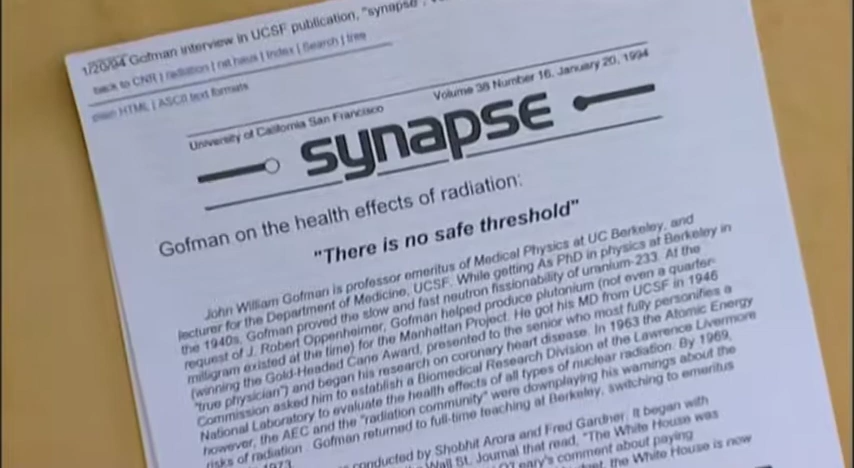 1/20/94 Gofman interview in UCSF publication, "synapse",
back to CNR | radiation | rat haus | Index | Search | tree
plain HTML | ASCII text formats
University of California San Francisco
Volume 38 Number 16, January 20, 1994
synapse
Gofman on the health effects of radiation:
"There is no safe threshold"
John William Gofman is professor emeritus of Medical Physics at UC Berkeley, and
lecturer for the Department of Medicine, UCSF. While getting As PhD in physics at Berkeley in
the 1940s, Gofman proved the slow and fast neutron fissionability of uranium-233. At the
request of J. Robert Oppenheimer, Gofman helped produce plutonium (not even a quarter-
milligram existed at the time) for the Manhattan Project. He got his MD from UCSF in 1946
(winning the Gold-Headed Cane Award, presented to the senior who most fully personifies a
"true physician") and began his research on coronary heart disease. In 1963 the Atomic Energy
Commission asked him to establish a Biomedical Research Division at the Lawrence Livermore
National Laboratory to evaluate the health effects of all types of nuclear radiation. By 1969,
however, the AEC and the "radiation community" were downplaying his warnings about the
risks of radiation. Gofman returned to full-time teaching at Berkeley, switching to emeritus
1973.
conducted by Shobhit Arora and Fred Gardner. It began with
Wall St. Journal that read, "The White House was
O'Leary's comment about paying
the White House is now